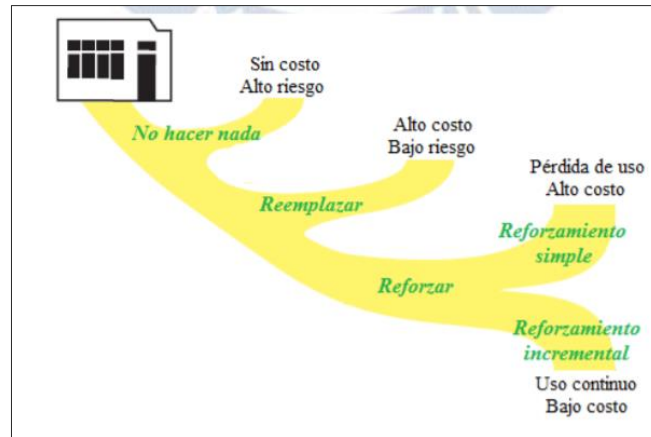 Sin costo
Alto riesgo
No hacer nada
Alto costo
Bajo riesgo
Reemplazar
Pérdida de uso
Alto costo
Reforzamiento
simple
Reforzar
Reforzamiento
incremental
Uso continuo
Bajo costo